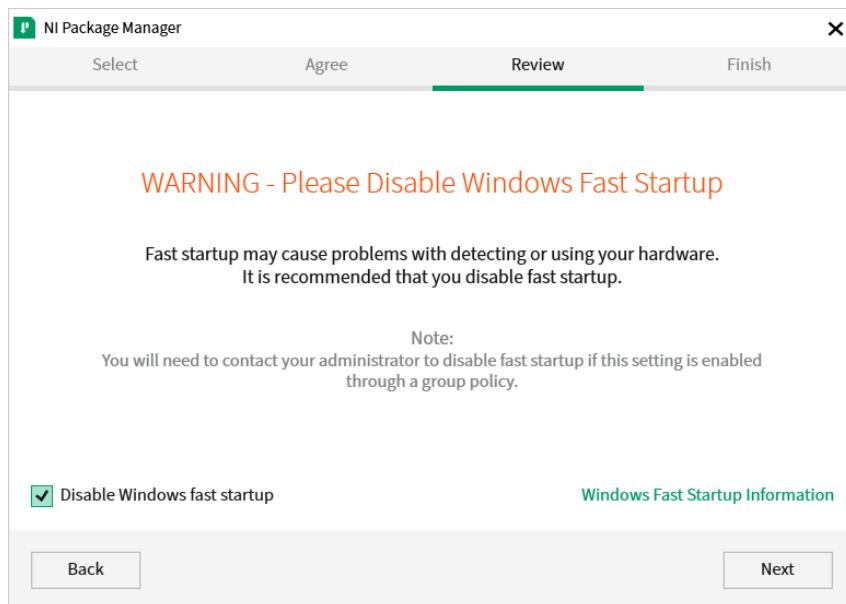 NI Package Manager
Select
Agree
Review
Finish
WARNING - Please Disable Windows Fast Startup
Fast startup may cause problems with detecting or using your hardware.
It is recommended that you disable fast startup.
Note:
You will need to contact your administrator to disable fast startup if this setting is enabled
through a group policy.
Disable Windows fast startup
Windows Fast Startup Information
Back
Next